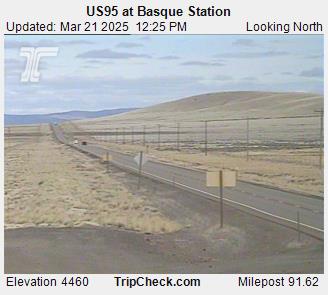 US95 at Basque Station
Updated: Mar 21 2025 12:25 PM Looking North
Elevation 4460 TripCheck.com Milepost 91.62